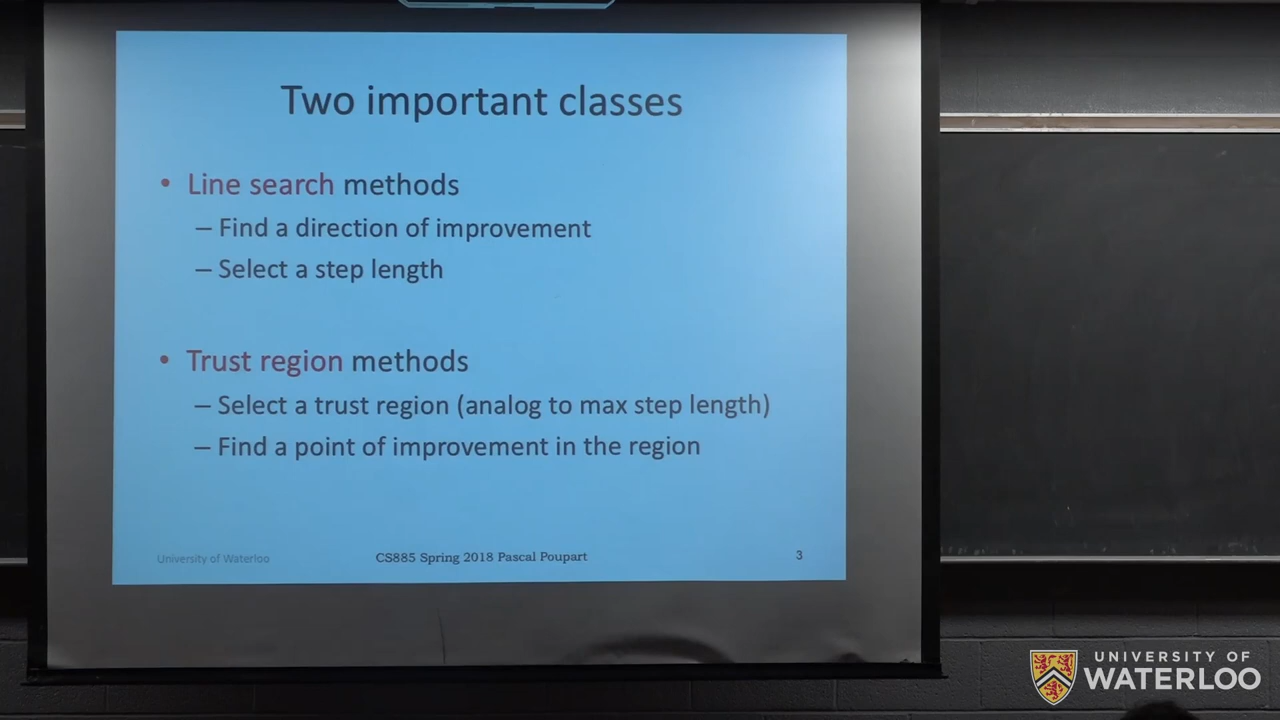 Two important classes
• Line search methods
– Find a direction of improvement
– Select a step length
• Trust region methods
– Select a trust region (analog to max step length)
– Find a point of improvement in the region
University of Waterloo
CS885 Spring 2018 Pascal Poupart
3
UNIVERSITY OF
WATERLOO